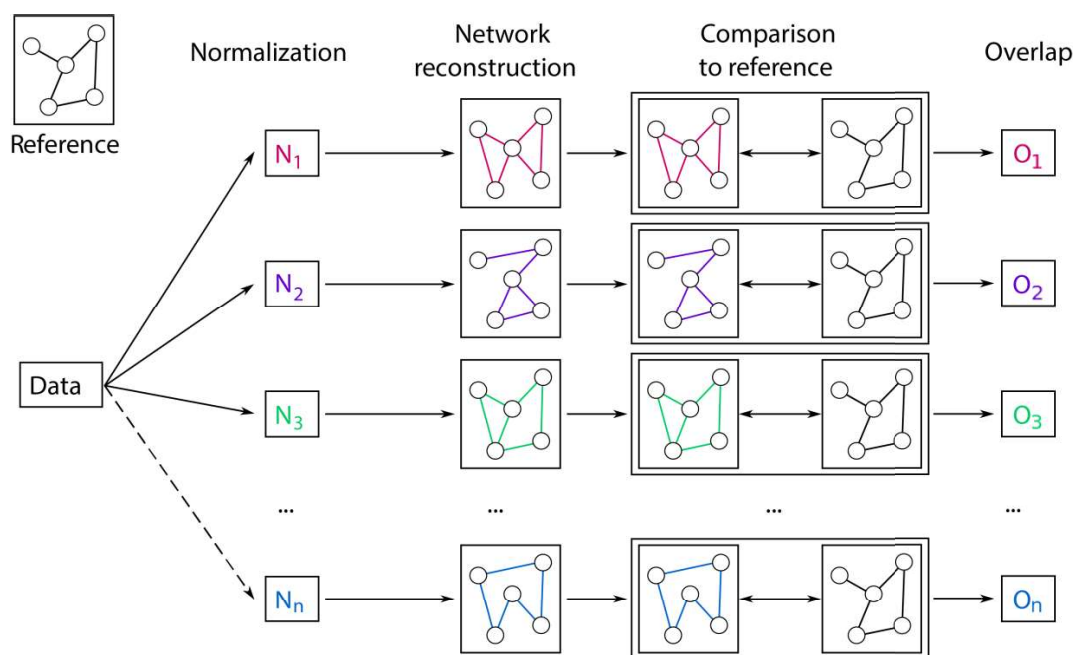 Reference
Normalization
Network
reconstruction
Comparison
to reference
Overlap
Data
N1
O1
N2
O2
N3
O3
...
...
...
...
Nn
On